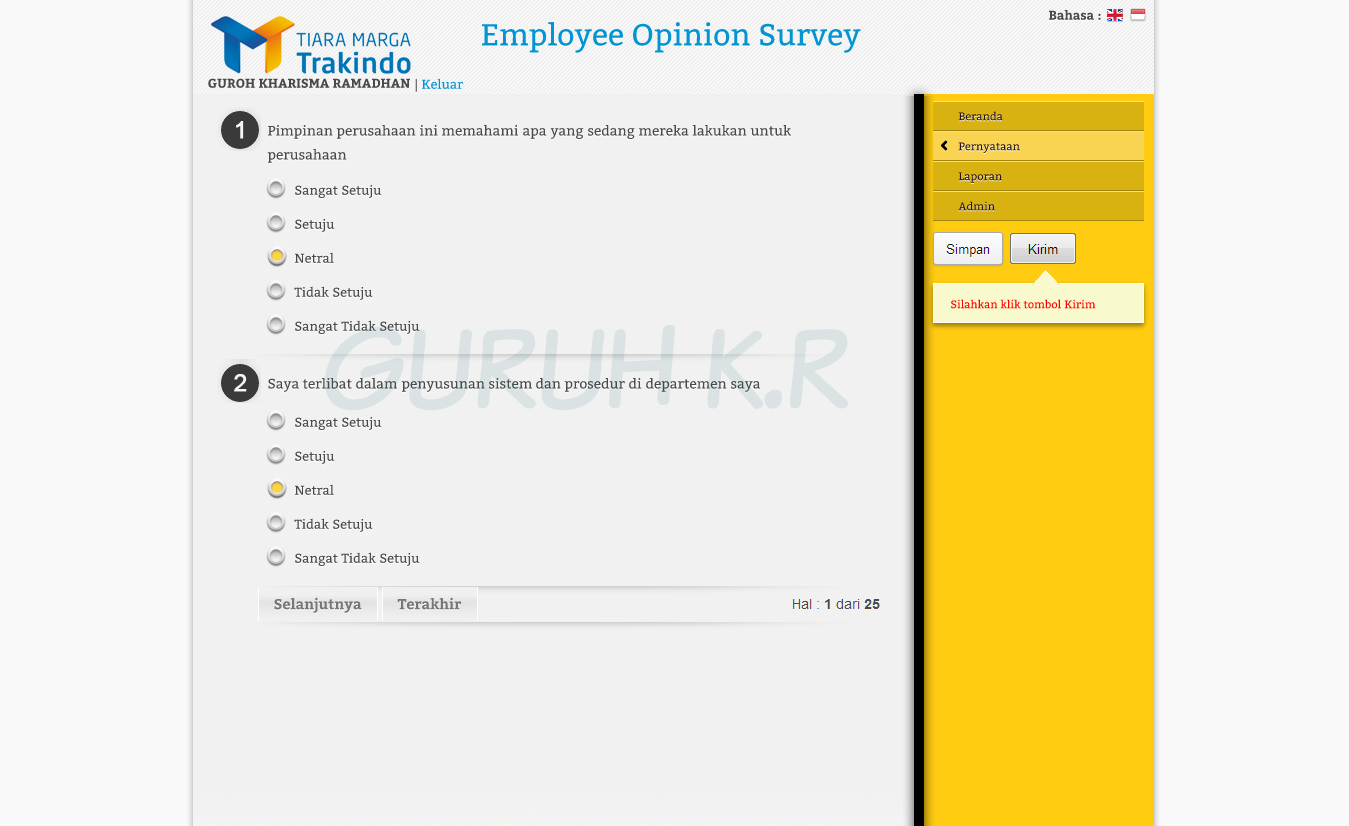 Bahasa :
TIARA MARGA
Trakindo
Employee Opinion Survey
GUROH KHARISMA RAMADHAN | Keluar
1 Pimpinan perusahaan ini memahami apa yang sedang mereka lakukan untuk
perusahaan
Sangat Setuju
Setuju
Netral
Tidak Setuju
Sangat Tidak Setuju
GURUH K.R
2 Saya terlibat dalam penyusunan sistem dan prosedur di departemen saya
Sangat Setuju
Setuju
Netral
Tidak Setuju
Sangat Tidak Setuju
Selanjutnya Terakhir Hal : 1 dari 25
Beranda
Pernyataan
Laporan
Admin
Simpan Kirim
Silahkan klik tombol Kirim